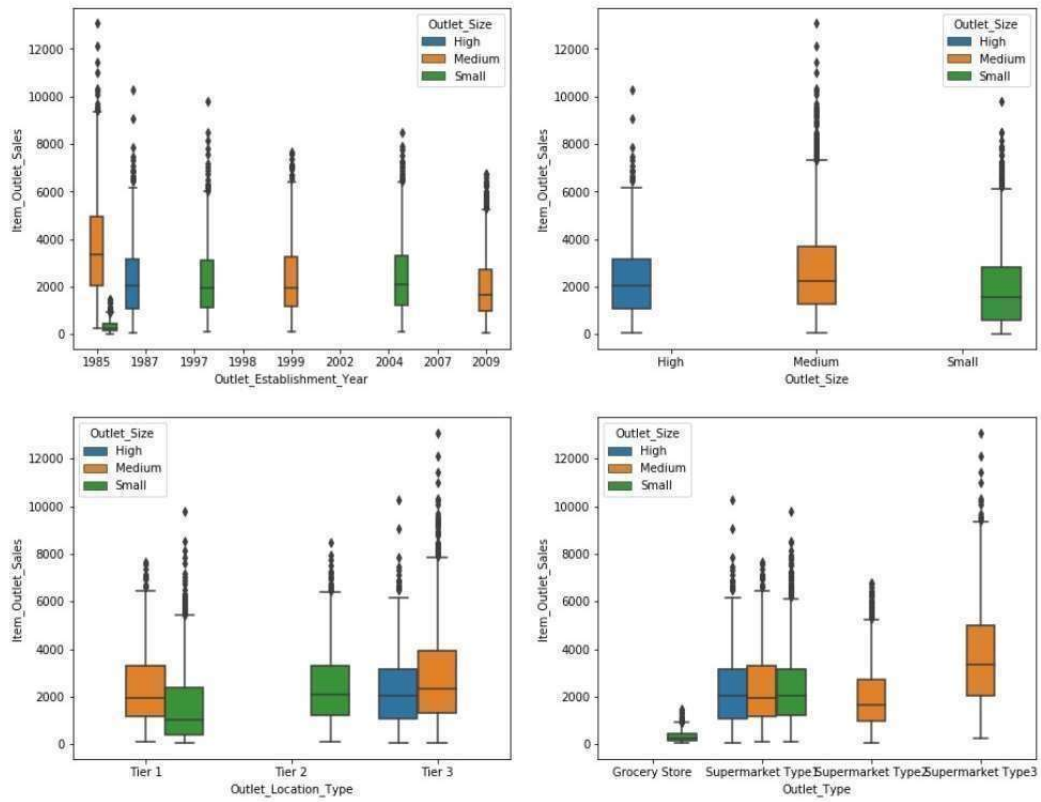 Outlet_Size
High
Medium
Small
12000
10000
8000
6000
4000
2000
0
Item_Outlet_Sales
1985 1987 1997 1998 1999 2002 2004 2007 2009
Outlet_Establishment_Year
Outlet_Size
High
Medium
Small
12000
10000
8000
6000
4000
2000
0
Item_Outlet_Sales
High Medium Small
Outlet_Size
Outlet_Size
High
Medium
Small
12000
10000
8000
6000
4000
2000
0
Item_Outlet_Sales
Tier 1 Tier 2 Tier 3
Outlet_Location_Type
Outlet_Size
High
Medium
Small
12000
10000
8000
6000
4000
2000
0
Item_Outlet_Sales
Grocery Store Supermarket Type1 Supermarket Type2 Supermarket Type3
Outlet_Type